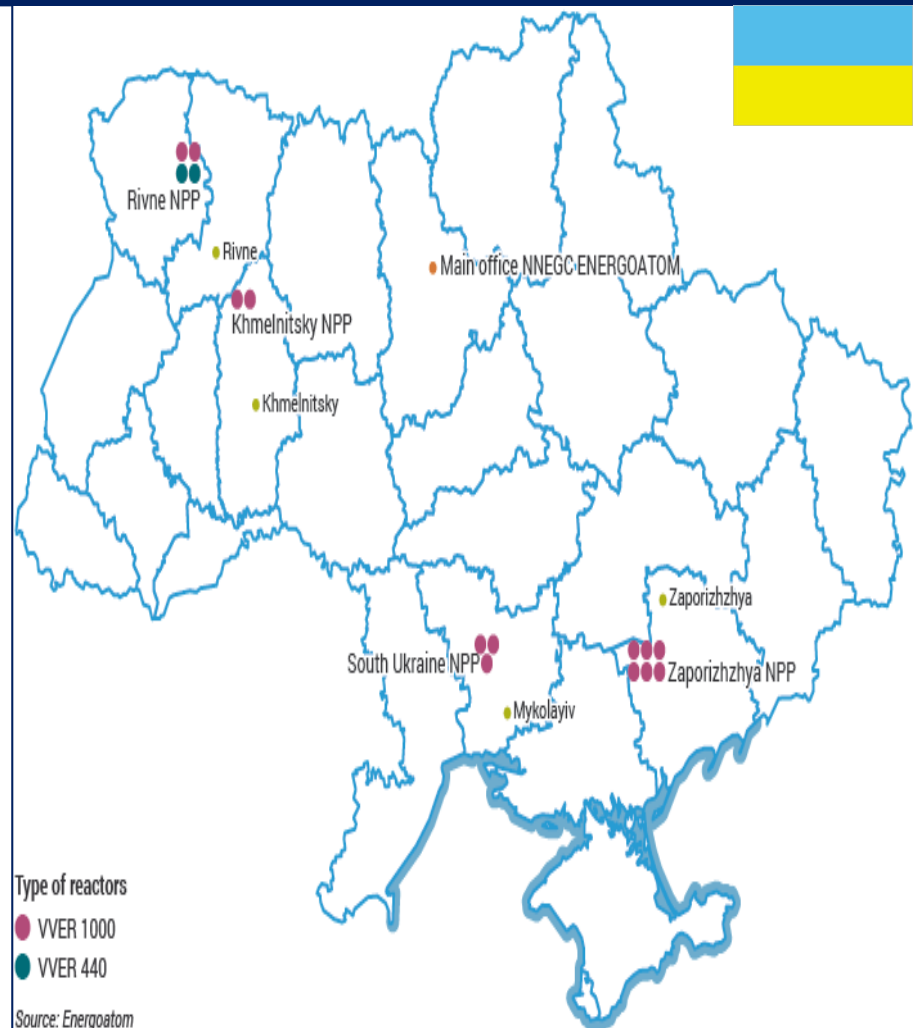 Rivne NPP
Rivne
Main office NNEGC ENERGOATOM
Khmelnitsky NPP
Khmelnitsky
Zaporizhzhya
South Ukraine NPP
Zaporizhzhya NPP
Mykolayiv
Type of reactors
VVER 1000
VVER 440
Source: Energoatom